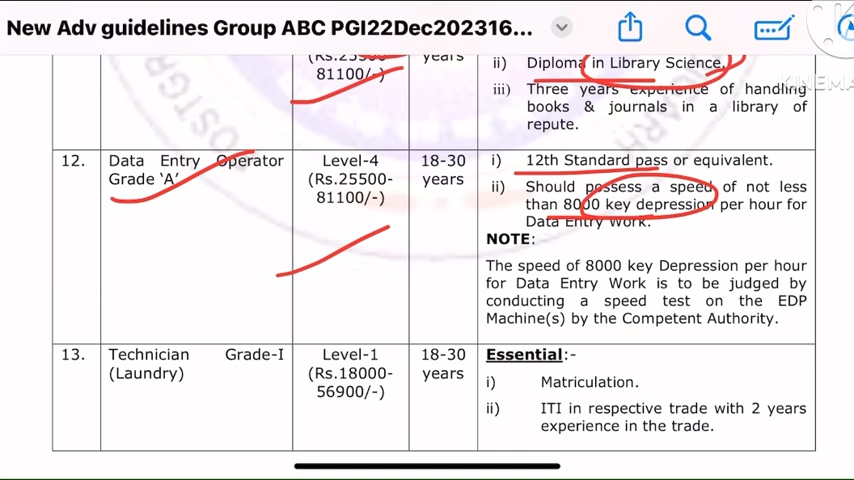 New Adv guidelines Group ABC PGI22Dec202316...
KINEMA
(Rs.25500-
81100/-)
years
ii) Diploma in Library Science.
iii) Three years experience of handling
books & journals in a library of
repute.
12. Data Entry Operator
Grade ‘A’
Level-4
(Rs.25500-
81100/-)
18-30
years
i) 12th Standard pass or equivalent.
ii) Should possess a speed of not less
than 8000 key depression per hour for
Data Entry Work.
NOTE:
The speed of 8000 key Depression per hour
for Data Entry Work is to be judged by
conducting a speed test on the EDP
Machine(s) by the Competent Authority.
13. Technician Grade-I
(Laundry)
Level-1
(Rs.18000-
56900/-)
18-30
years
Essential:-
i) Matriculation.
ii) ITI in respective trade with 2 years
experience in the trade.
POSTGR